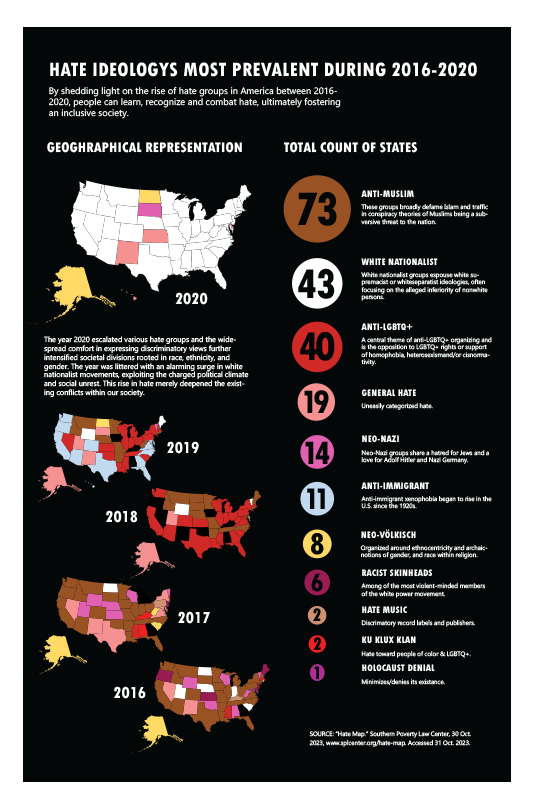 HATE IDEOLOGYS MOST PREVALENT DURING 2016-2020
By shedding light on the rise of hate groups in America between 2016-
2020, people can learn, recognize and combat hate, ultimately fostering
an inclusive society.
GEOGHRAPHICAL REPRESENTATION
2020
The year 2020 escalated various hate groups and the wide-
spread comfort in expressing discriminatory views further
intensified societal divisions rooted in race, ethnicity, and
gender. The year was littered with an alarming surge in white
nationalist movements, exploiting the charged political climate
and social unrest. This rise in hate merely deepened the exist-
ing conflicts within our society.
2019
2018
2017
2016
TOTAL COUNT OF STATES
73
ANTI-MUSLIM
These groups broadly defame Islam and traffic
in conspiracy theories of Muslims being a sub-
versive threat to the nation.
43
WHITE NATIONALIST
White nationalist groups espouse white su-
premacist or whiteseparatist ideologies, often
focusing on the alleged inferiority of nonwhite
persons.
40
ANTI-LGBTQ+
A central theme of anti-LGBTQ+ organizing and
is the opposition to LGBTQ+ rights or support
of homophobia, heterosexismand/or cisnorma-
tivity.
19
GENERAL HATE
Uneasily categorized hate.
14
NEO-NAZI
Neo-Nazi groups share a hatred for Jews and a
love for Adolf Hitler and Nazi Germany.
11
ANTI-IMMIGRANT
Anti-immigrant xenophobia began to rise in the
U.S. since the 1920s.
8
NEO-VÖLKISCH
Organized around ethnocentricity and archaic-
notions of gender, and race within religion.
6
RACIST SKINHEADS
Among of the most violent-minded members
of the white power movement.
2
HATE MUSIC
Discrimatory record labels and publishers.
2
KU KLUX KLAN
Hate toward people of color & LGBTQ+.
1
HOLOCAUST DENIAL
Minimizes/denies its existance.
SOURCE: "Hate Map." Southern Poverty Law Center, 30 Oct.
2023, www.splcenter.org/hate-map. Accessed 31 Oct. 2023.